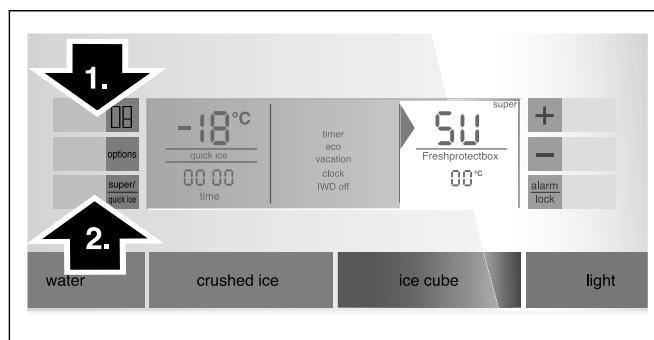 1.
options
super/
quick ice
2.
-18°C
quick ice
00 00
time
timer
eco
vacation
clock
IWD off
super
SU
Freshprotectbox
00°C
+
-
alarm
lock
water
crushed ice
ice cube
light